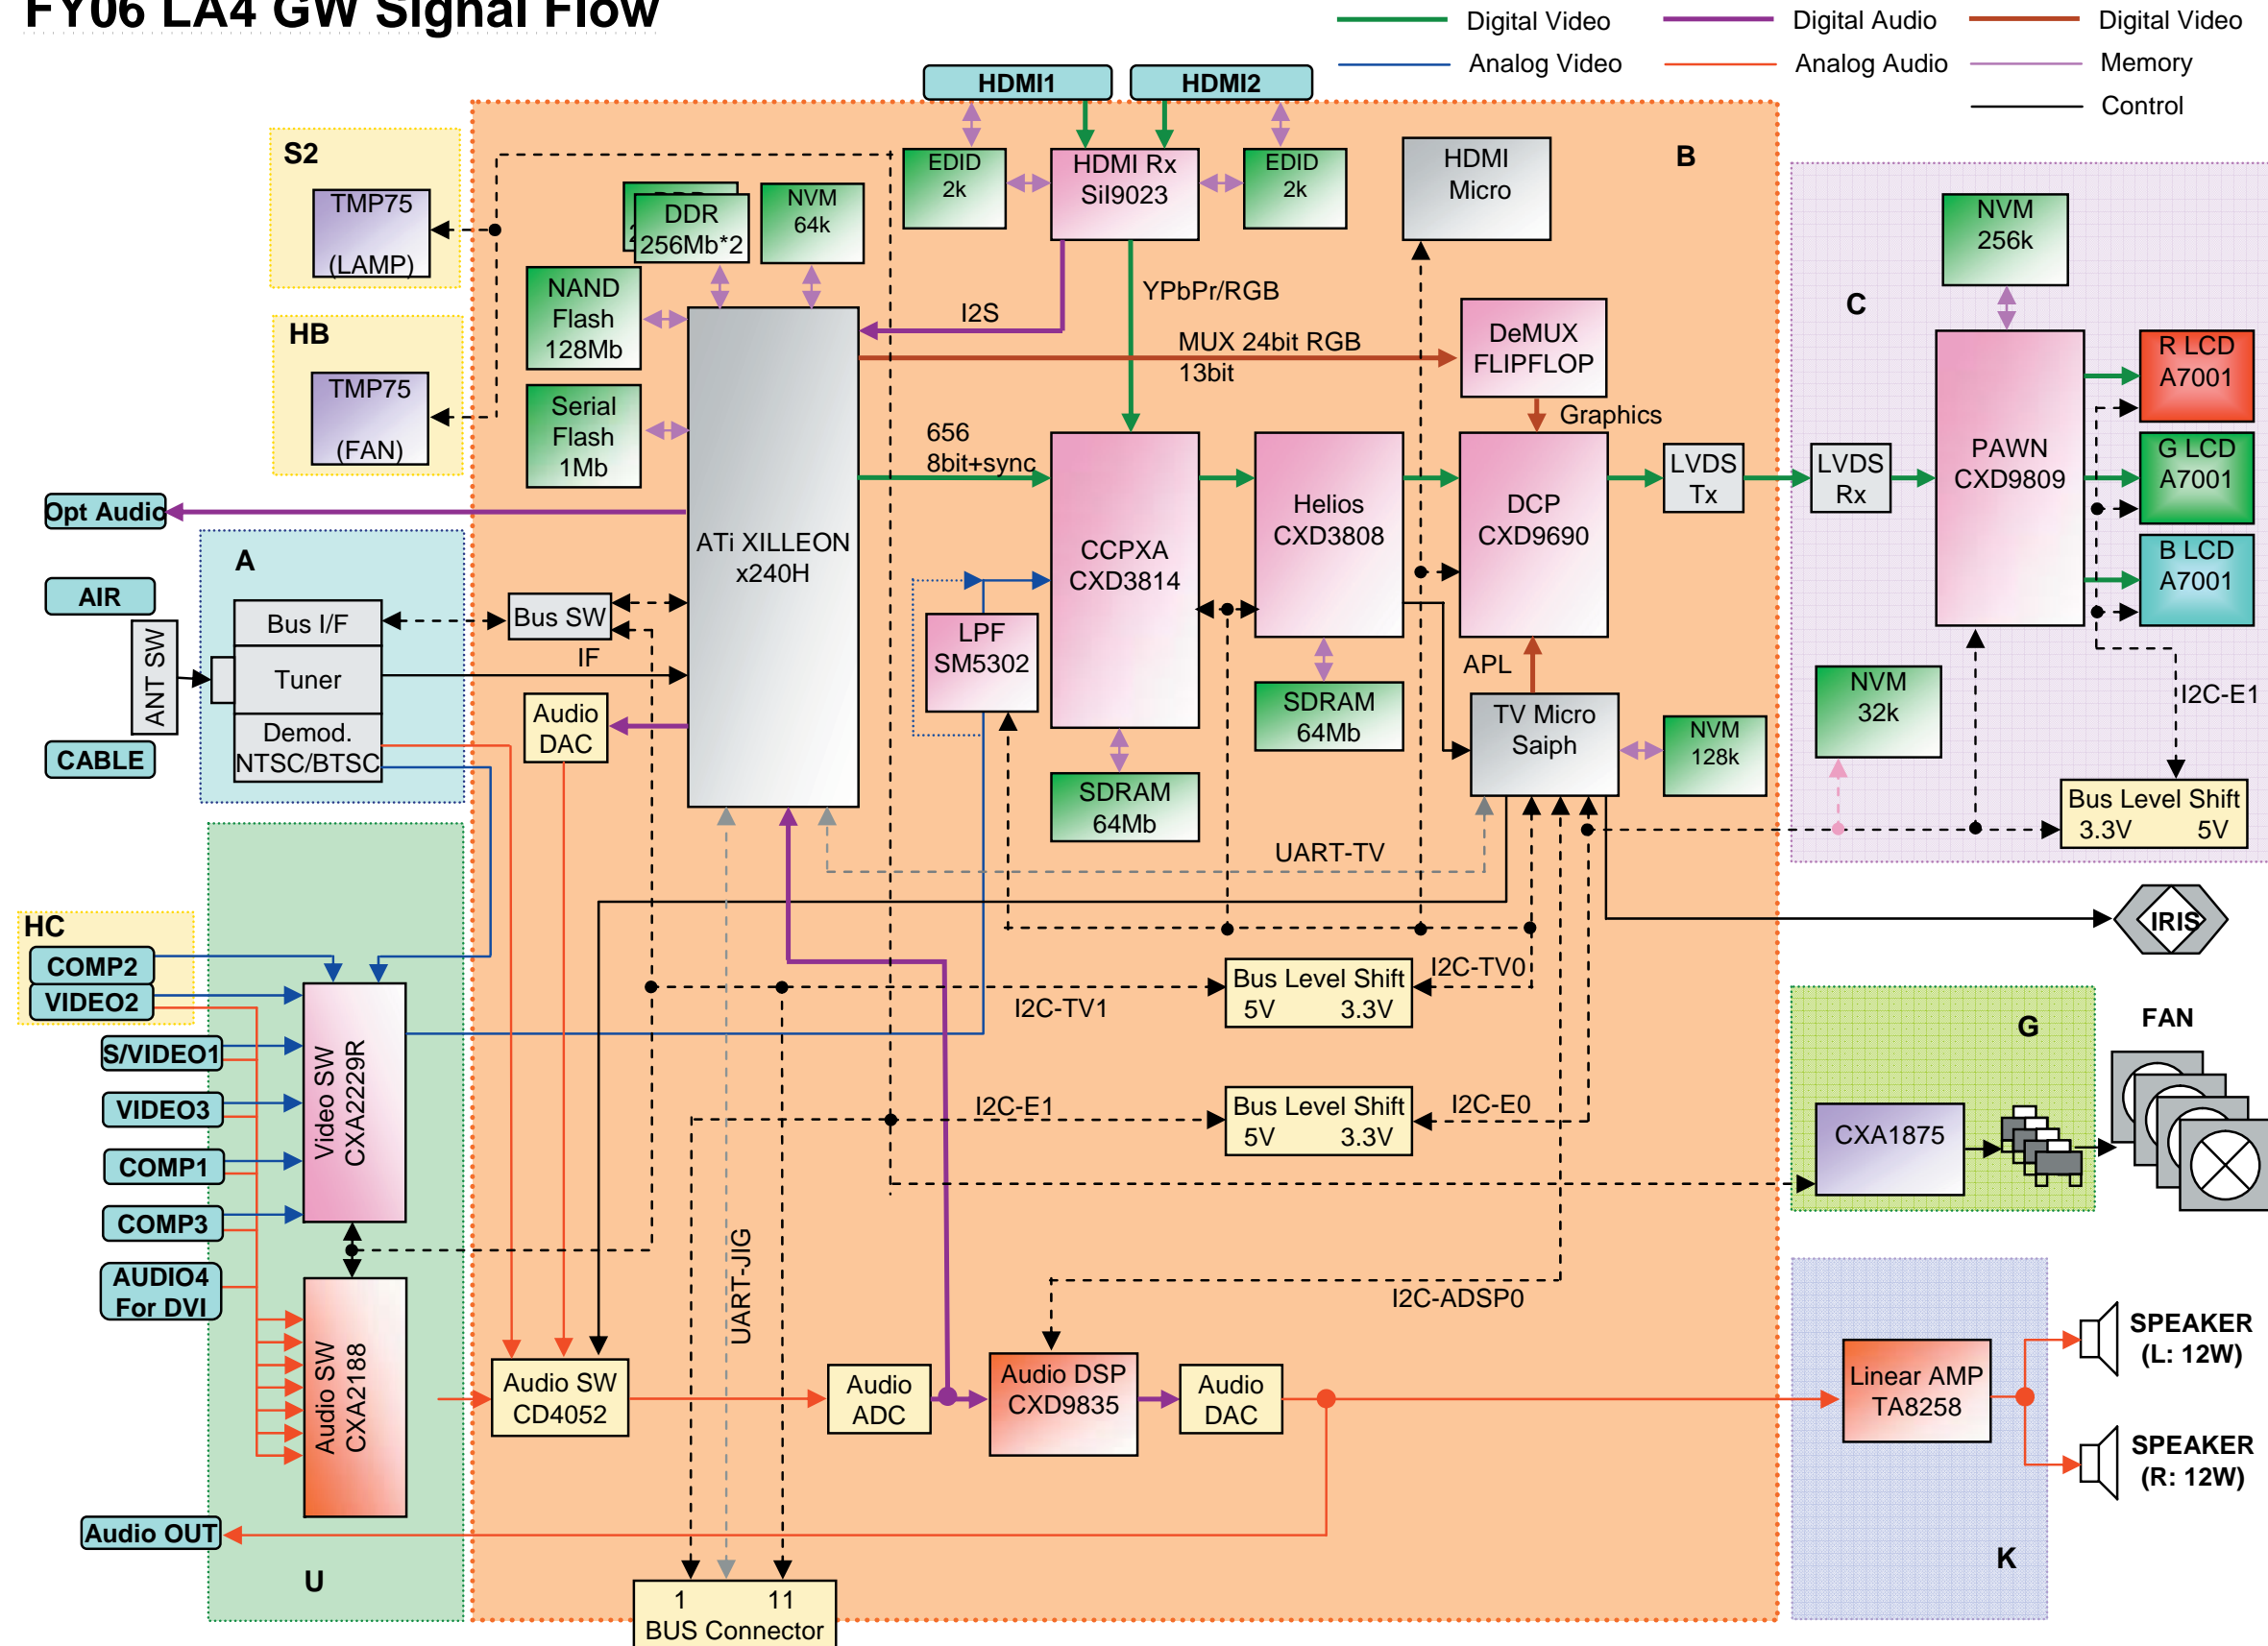 FY06 LA4 GW Signal Flow
Digital Video
Digital Audio
Digital Video
Analog Video
Analog Audio
Memory
Control
HDMI1
HDMI2
S2
TMP75
(LAMP)
HB
TMP75
(FAN)
B
EDID
2k
HDMI Rx
SiI9023
EDID
2k
HDMI
Micro
DDR
256Mb*2
NVM
64k
NAND
Flash
128Mb
Serial
Flash
1Mb
I2S
YPbPr/RGB
MUX 24bit RGB
13bit
DeMUX
FLIPFLOP
Graphics
656
8bit+sync
ATi XILLEON
x240H
CCPXA
CXD3814
Helios
CXD3808
DCP
CXD9690
LVDS
Tx
LVDS
Rx
C
NVM
256k
PAWN
CXD9809
R LCD
A7001
G LCD
A7001
B LCD
A7001
I2C-E1
NVM
32k
Bus Level Shift
3.3V 5V
Opt Audio
A
AIR
ANT SW
CABLE
Bus I/F
Tuner
Demod.
NTSC/BTSC
Bus SW
IF
Audio
DAC
LPF
SM5302
SDRAM
64Mb
SDRAM
64Mb
APL
TV Micro
Saiph
NVM
128k
UART-TV
IRIS
HC
COMP2
VIDEO2
S/VIDEO1
VIDEO3
COMP1
COMP3
AUDIO4
For DVI
Video SW
CXA2229R
Audio SW
CXA2188
Audio OUT
U
I2C-TV1
Bus Level Shift
5V 3.3V
I2C-TV0
I2C-E1
Bus Level Shift
5V 3.3V
I2C-E0
UART-JIG
I2C-ADSP0
G
FAN
CXA1875
Audio SW
CD4052
Audio
ADC
Audio DSP
CXD9835
Audio
DAC
Linear AMP
TA8258
SPEAKER
(L: 12W)
SPEAKER
(R: 12W)
K
1 11
BUS Connector